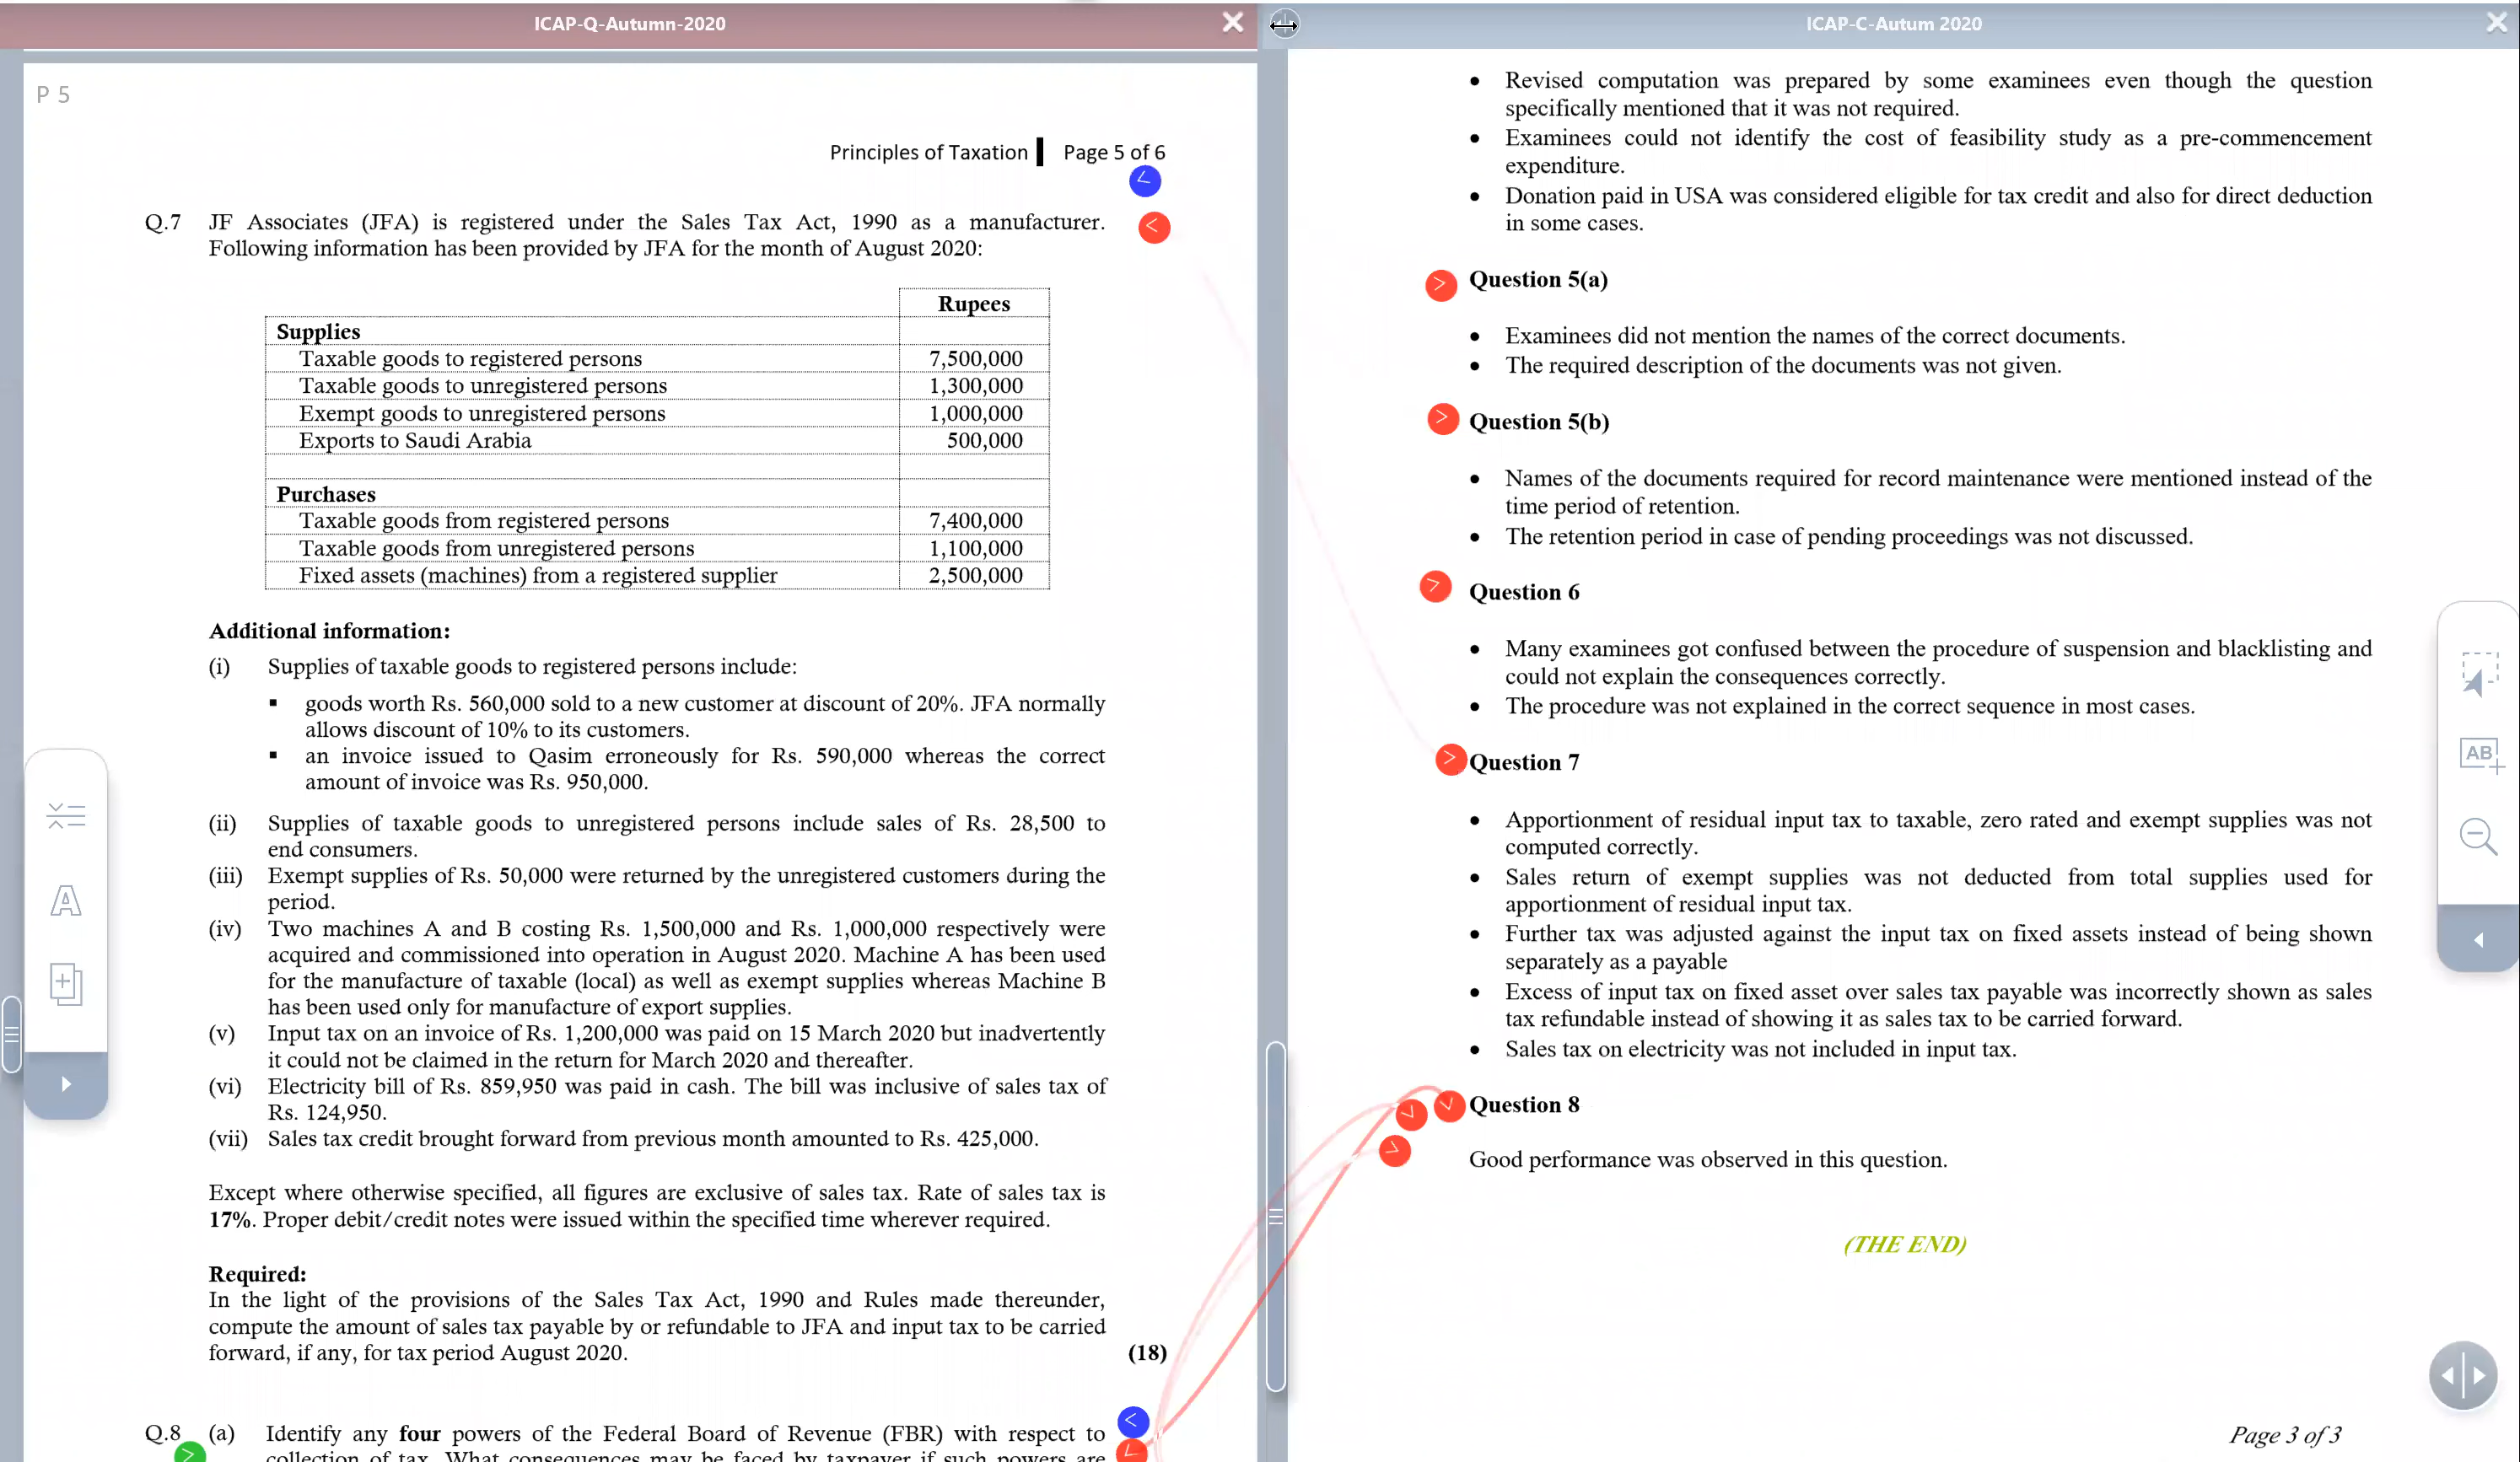 ICAP-Q-Autumn-2020
P 5
Principles of Taxation | Page 5 of 6
Q.7 JF Associates (JFA) is registered under the Sales Tax Act, 1990 as a manufacturer.
Following information has been provided by JFA for the month of August 2020:
Rupees
Supplies
Taxable goods to registered persons 7,500,000
Taxable goods to unregistered persons 1,300,000
Exempt goods to unregistered persons 1,000,000
Exports to Saudi Arabia 500,000
Purchases
Taxable goods from registered persons 7,400,000
Taxable goods from unregistered persons 1,100,000
Fixed assets (machines) from a registered supplier 2,500,000
Additional information:
(i) Supplies of taxable goods to registered persons include:
▪ goods worth Rs. 560,000 sold to a new customer at discount of 20%. JFA normally
allows discount of 10% to its customers.
▪ an invoice issued to Qasim erroneously for Rs. 590,000 whereas the correct
amount of invoice was Rs. 950,000.
(ii) Supplies of taxable goods to unregistered persons include sales of Rs. 28,500 to
end consumers.
(iii) Exempt supplies of Rs. 50,000 were returned by the unregistered customers during the
period.
(iv) Two machines A and B costing Rs. 1,500,000 and Rs. 1,000,000 respectively were
acquired and commissioned into operation in August 2020. Machine A has been used
for the manufacture of taxable (local) as well as exempt supplies whereas Machine B
has been used only for manufacture of export supplies.
(v) Input tax on an invoice of Rs. 1,200,000 was paid on 15 March 2020 but inadvertently
it could not be claimed in the return for March 2020 and thereafter.
(vi) Electricity bill of Rs. 859,950 was paid in cash. The bill was inclusive of sales tax of
Rs. 124,950.
(vii) Sales tax credit brought forward from previous month amounted to Rs. 425,000.
Except where otherwise specified, all figures are exclusive of sales tax. Rate of sales tax is
17%. Proper debit/credit notes were issued within the specified time wherever required.
Required:
In the light of the provisions of the Sales Tax Act, 1990 and Rules made thereunder,
compute the amount of sales tax payable by or refundable to JFA and input tax to be carried
forward, if any, for tax period August 2020. (18)
Q.8 (a) Identify any four powers of the Federal Board of Revenue (FBR) with respect to
collection of tax. What consequences may be faced by taxpayer if such powers are
ICAP-C-Autum 2020
• Revised computation was prepared by some examinees even though the question
specifically mentioned that it was not required.
• Examinees could not identify the cost of feasibility study as a pre-commencement
expenditure.
• Donation paid in USA was considered eligible for tax credit and also for direct deduction
in some cases.
Question 5(a)
• Examinees did not mention the names of the correct documents.
• The required description of the documents was not given.
Question 5(b)
• Names of the documents required for record maintenance were mentioned instead of the
time period of retention.
• The retention period in case of pending proceedings was not discussed.
Question 6
• Many examinees got confused between the procedure of suspension and blacklisting and
could not explain the consequences correctly.
• The procedure was not explained in the correct sequence in most cases.
Question 7
• Apportionment of residual input tax to taxable, zero rated and exempt supplies was not
computed correctly.
• Sales return of exempt supplies was not deducted from total supplies used for
apportionment of residual input tax.
• Further tax was adjusted against the input tax on fixed assets instead of being shown
separately as a payable
• Excess of input tax on fixed asset over sales tax payable was incorrectly shown as sales
tax refundable instead of showing it as sales tax to be carried forward.
• Sales tax on electricity was not included in input tax.
Question 8
Good performance was observed in this question.
(THE END)
Page 3 of 3
A
AB